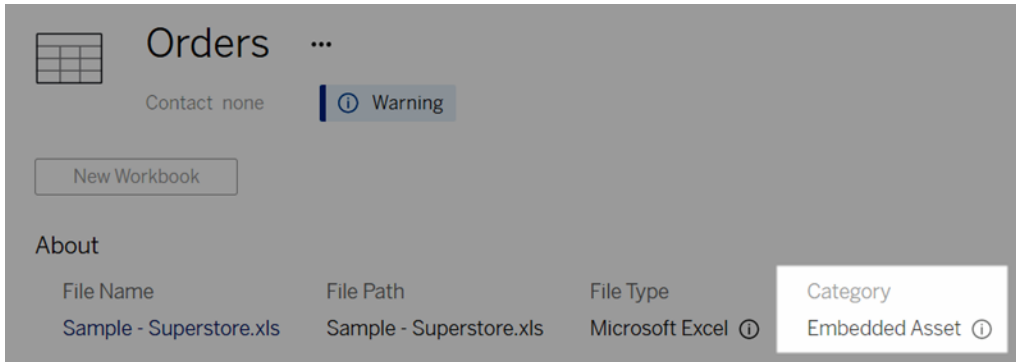 Orders ...
Contact none
Warning
New Workbook
About
File Name File Path File Type Category
Sample - Superstore.xls Sample - Superstore.xls Microsoft Excel Embedded Asset